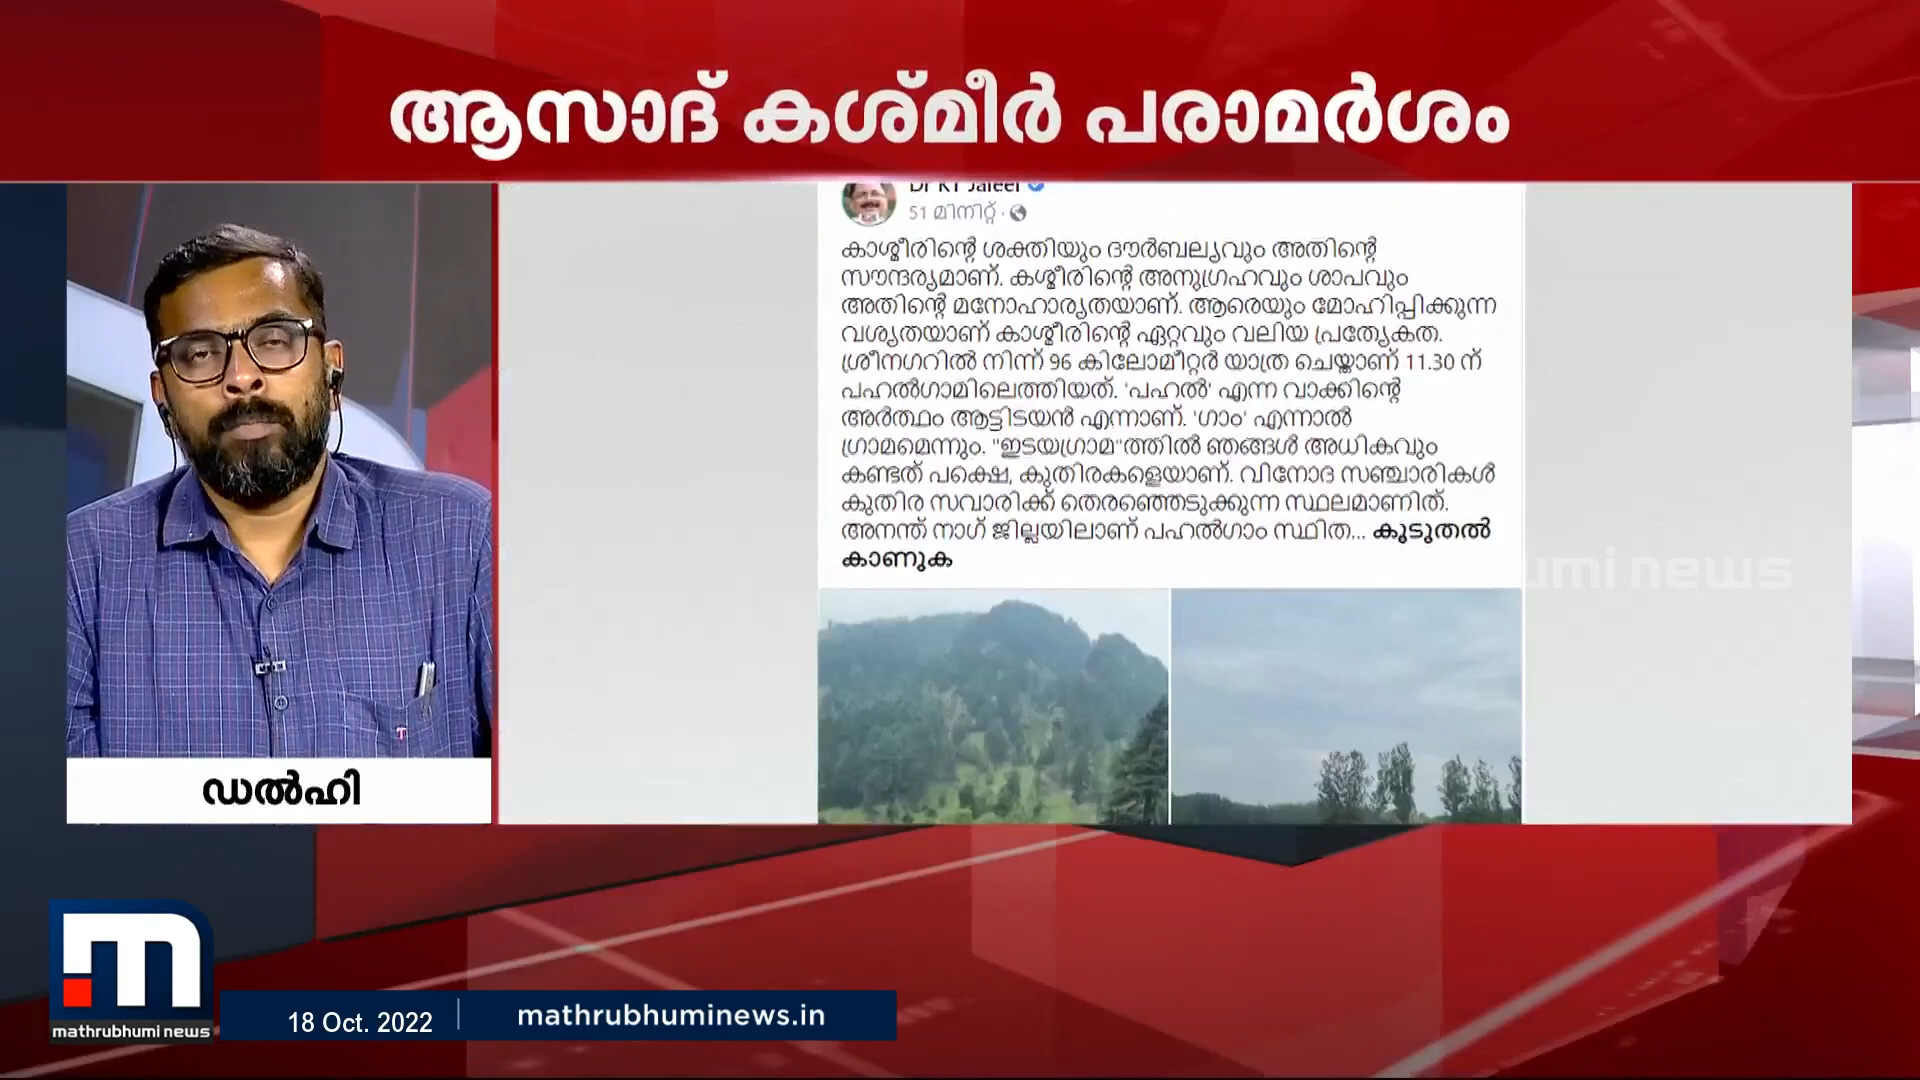 ആസാദ് കശ്മീർ പരാമർശം
Dr KT Jaleel
51 മിനിറ്റ് ·
കാശ്മീരിന്റെ ശക്തിയും ദൗർബല്യവും അതിന്റെ
സൗന്ദര്യമാണ്. കശ്മീരിന്റെ അനുഗ്രഹവും ശാപവും
അതിന്റെ മനോഹാര്യതയാണ്. ആരെയും മോഹിപ്പിക്കുന്ന
വശ്യതയാണ് കാശ്മീരിന്റെ ഏറ്റവും വലിയ പ്രത്യേകത.
ശ്രീനഗറിൽ നിന്ന് 96 കിലോമീറ്റർ യാത്ര ചെയ്താണ് 11.30 ന്
പഹൽഗാമിലെത്തിയത്. 'പഹൽ' എന്ന വാക്കിന്റെ
അർത്ഥം ആട്ടിടയൻ എന്നാണ്. 'ഗാം' എന്നാൽ
ഗ്രാമമെന്നും. "ഇടയഗ്രാമ"ത്തിൽ ഞങ്ങൾ അധികവും
കണ്ടത് പക്ഷെ, കുതിരകളെയാണ്. വിനോദ സഞ്ചാരികൾ
കുതിര സവാരിക്ക് തെരഞ്ഞെടുക്കുന്ന സ്ഥലമാണിത്.
അനന്ത് നാഗ് ജില്ലയിലാണ് പഹൽഗാം സ്ഥിത... കൂടുതൽ
കാണുക
umi news
ഡൽഹി
mathrubhumi news
18 Oct. 2022
mathrubhuminews.in